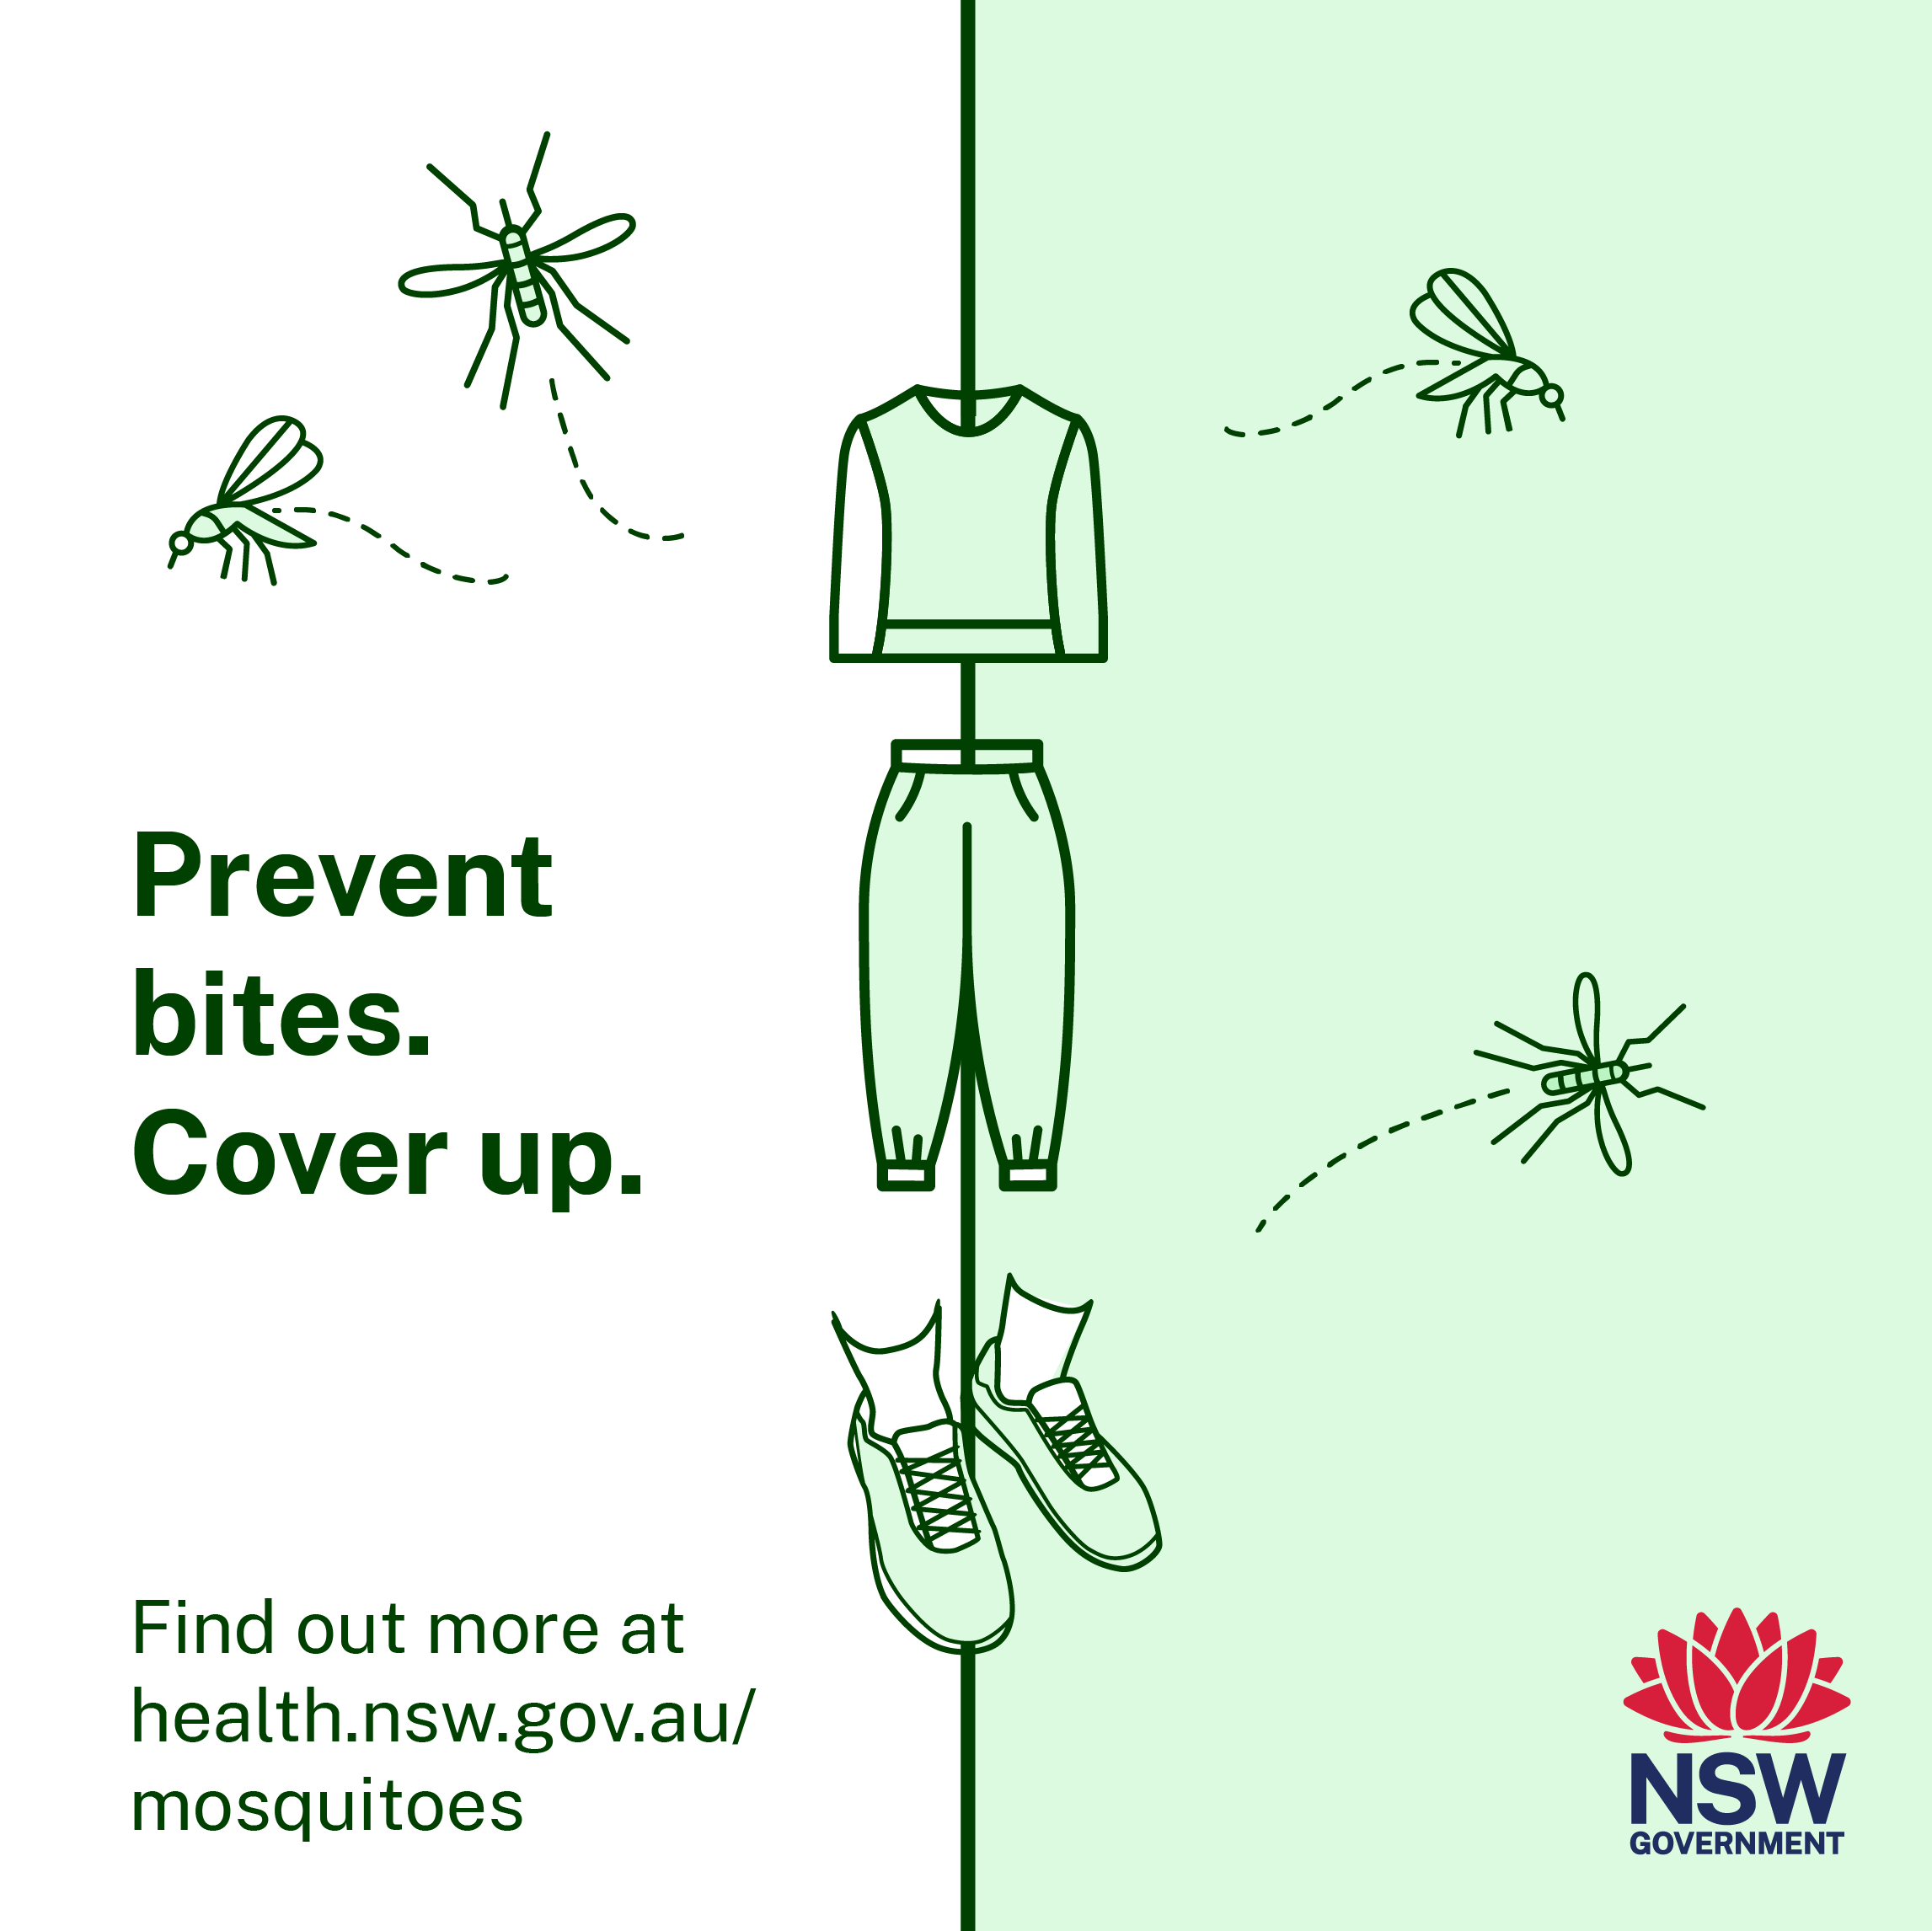 Prevent
bites.
Cover up.
Find out more at
health.nsw.gov.au/
mosquitoes
NSW
GOVERNMENT